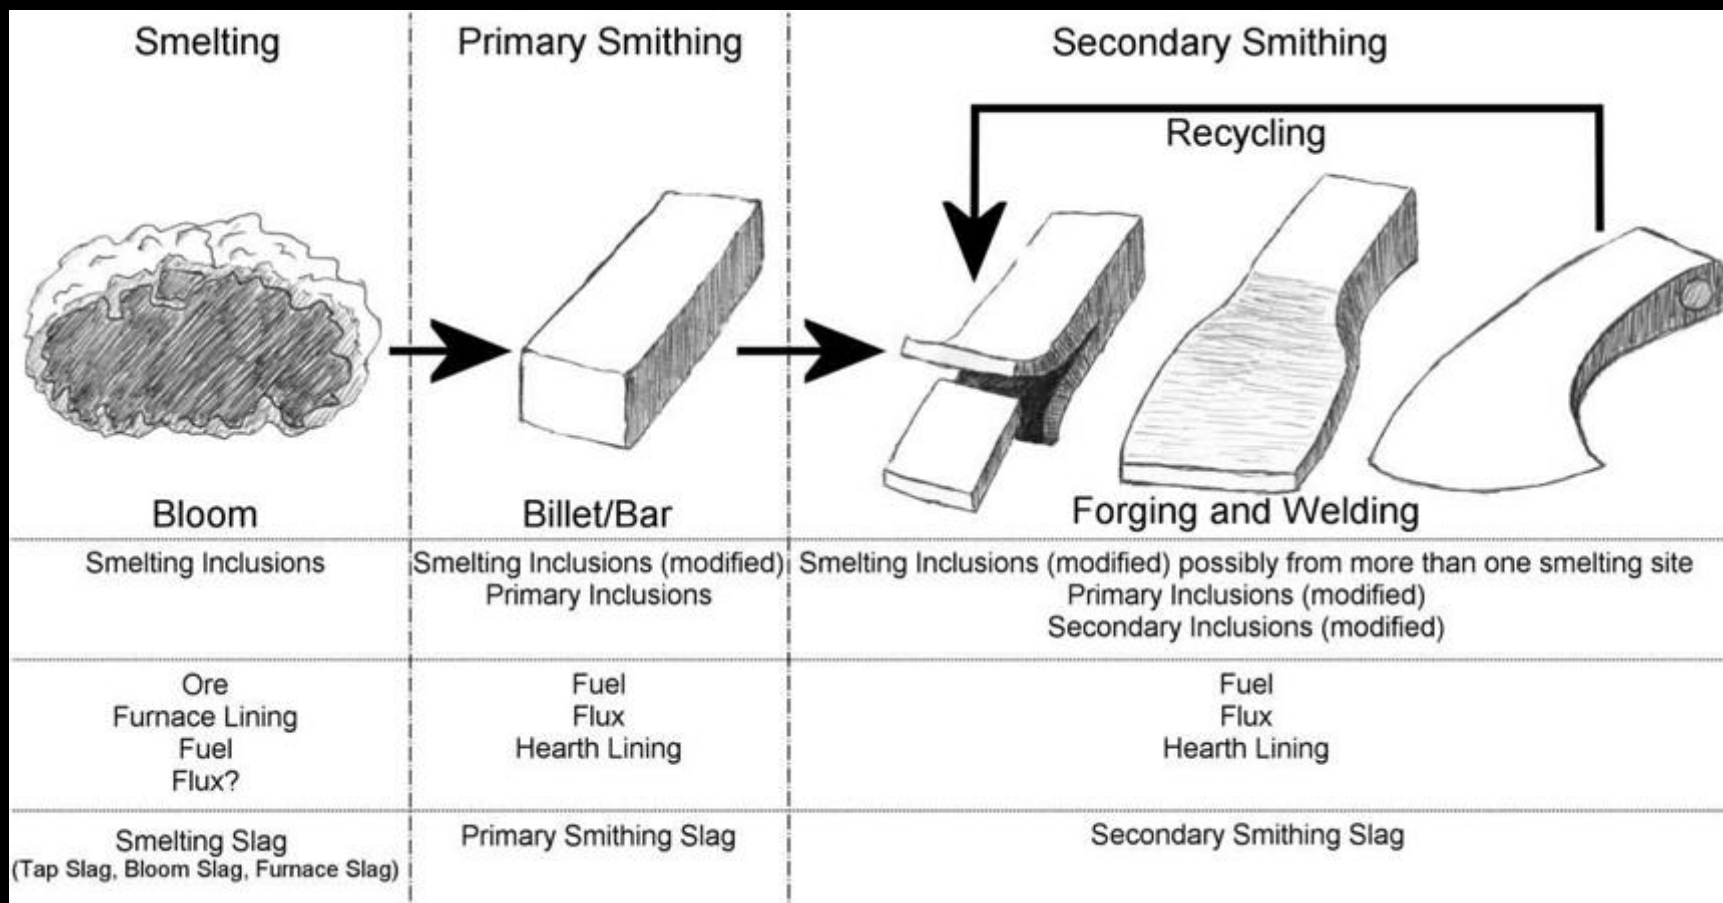 Smelting
Primary Smithing
Secondary Smithing
Recycling
Bloom
Billet/Bar
Forging and Welding
Smelting Inclusions
Smelting Inclusions (modified)
Primary Inclusions
Smelting Inclusions (modified) possibly from more than one smelting site
Primary Inclusions (modified)
Secondary Inclusions (modified)
Ore
Furnace Lining
Fuel
Flux?
Fuel
Flux
Hearth Lining
Fuel
Flux
Hearth Lining
Smelting Slag
(Tap Slag, Bloom Slag, Furnace Slag)
Primary Smithing Slag
Secondary Smithing Slag